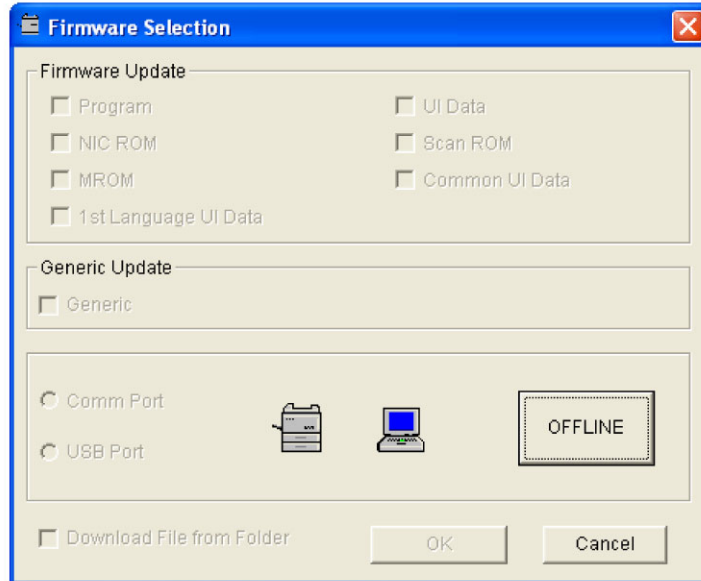 Firmware Selection
Firmware Update
Program
UI Data
NIC ROM
Scan ROM
MROM
Common UI Data
1st Language UI Data
Generic Update
Generic
Comm Port
USB Port
OFFLINE
Download File from Folder
OK
Cancel